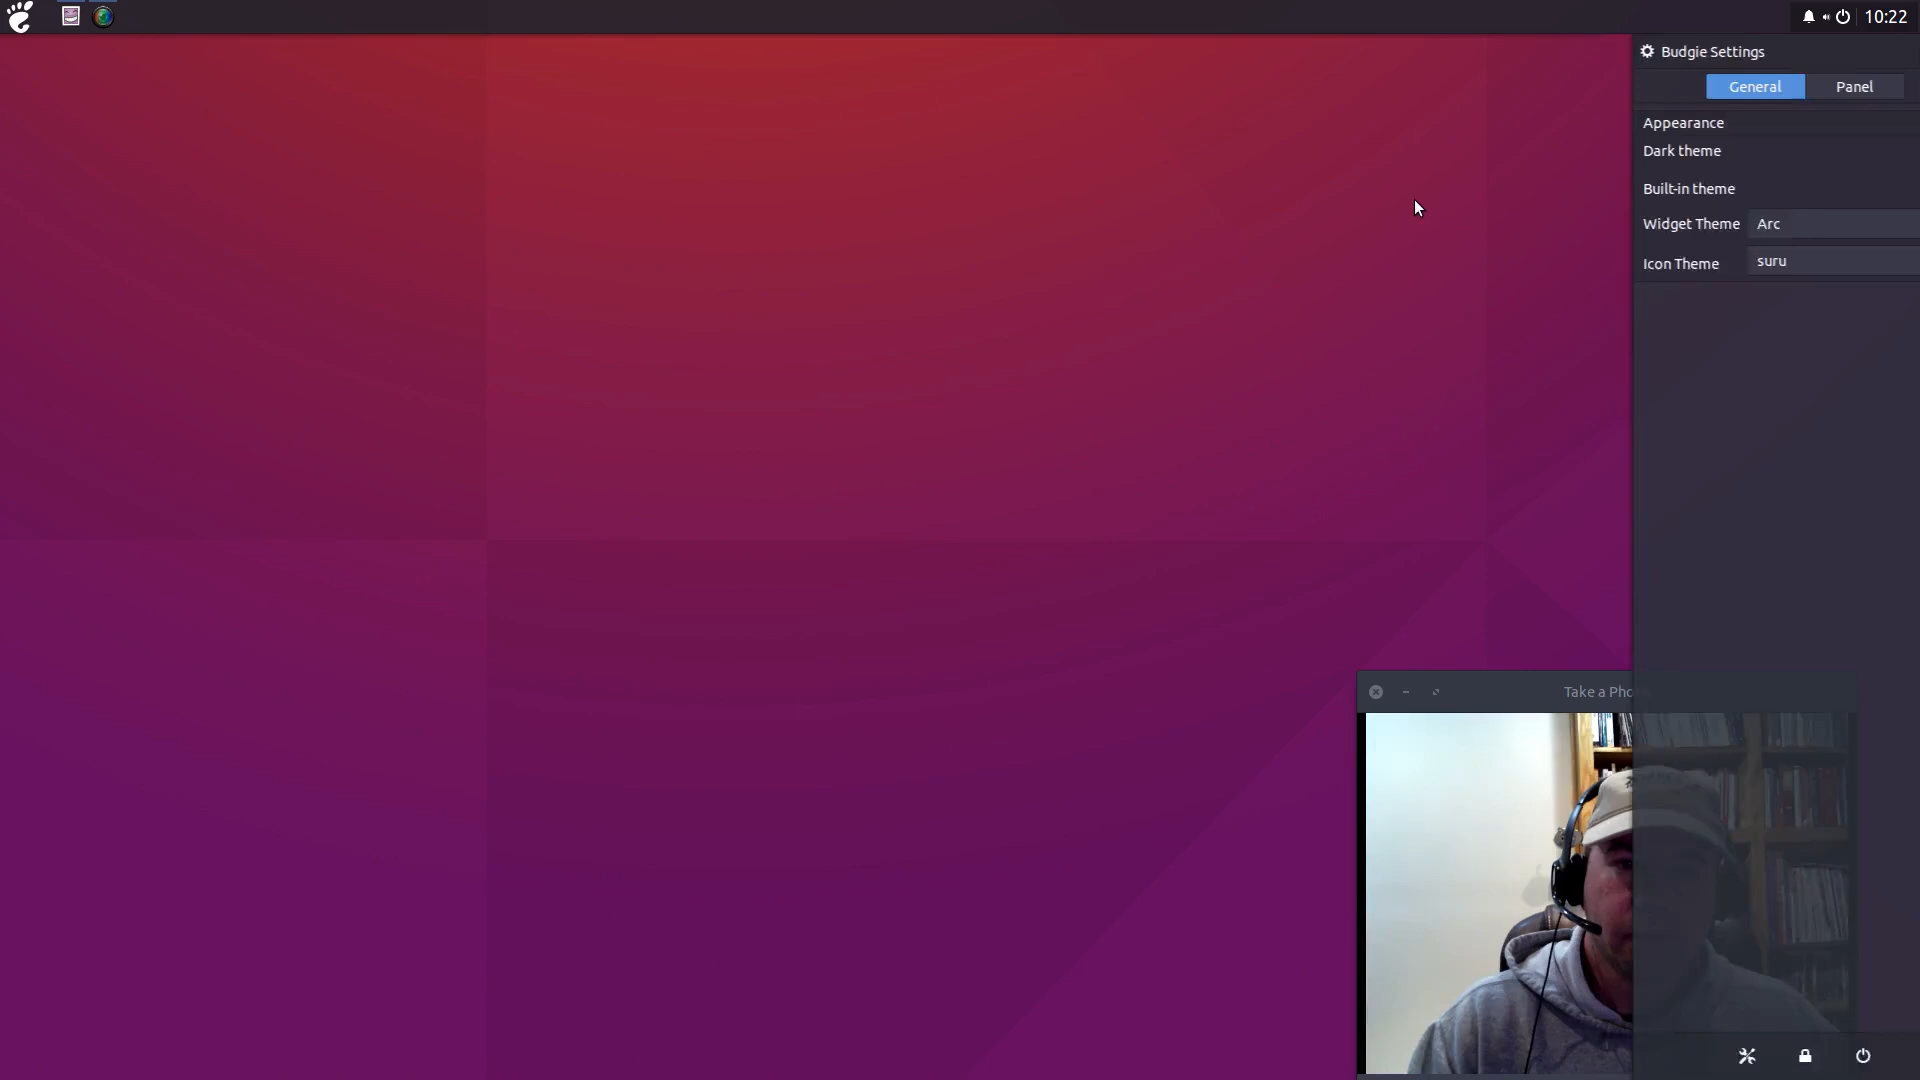 10:22
Budgie Settings
General Panel
Appearance
Dark theme
Built-in theme
Widget Theme Arc
Icon Theme suru
Take a Pho